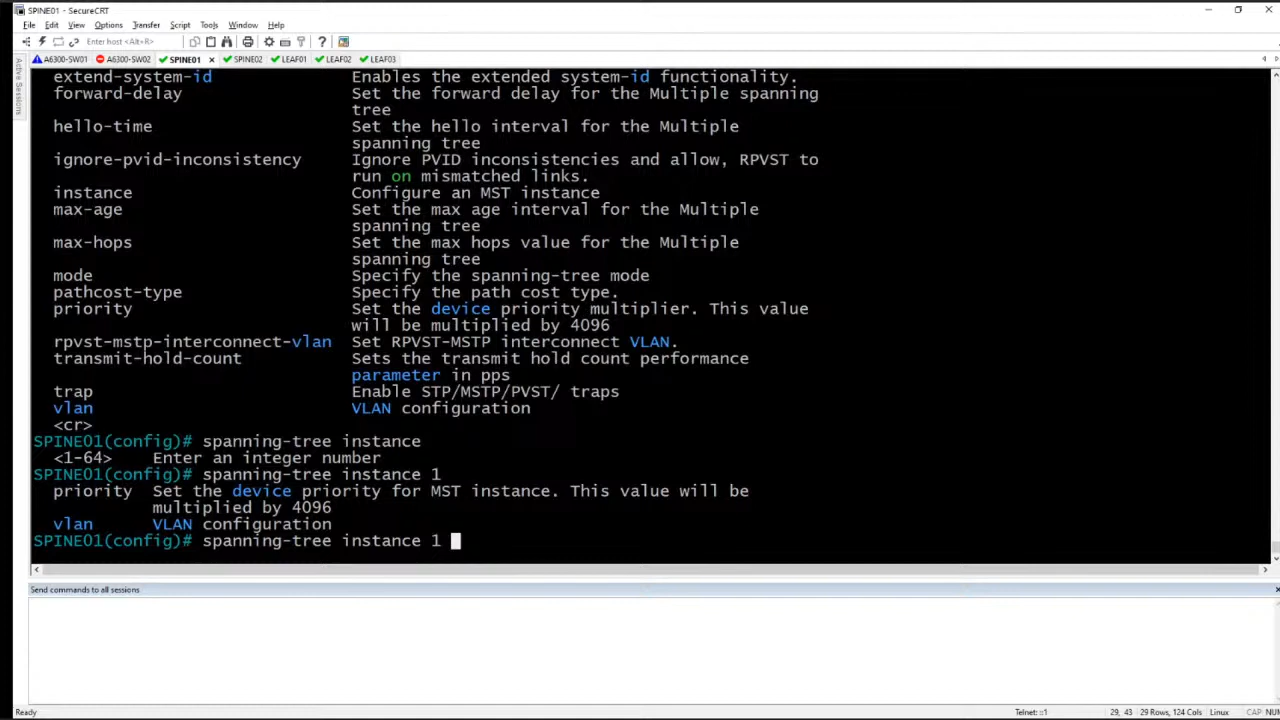 SPINE01 - SecureCRT
File Edit View Options Transfer Script Tools Window Help
Enter host <Alt+R>
A6300-SW01 A6300-SW02 SPINE01 SPINE02 LEAF01 LEAF02 LEAF03
Active Sessions
extend-system-id Enables the extended system-id functionality.
forward-delay Set the forward delay for the Multiple spanning
tree
hello-time Set the hello interval for the Multiple
spanning tree
ignore-pvid-inconsistency Ignore PVID inconsistencies and allow, RPVST to
run on mismatched links.
instance Configure an MST instance
max-age Set the max age interval for the Multiple
spanning tree
max-hops Set the max hops value for the Multiple
spanning tree
mode Specify the spanning-tree mode
pathcost-type Specify the path cost type.
priority Set the device priority multiplier. This value
will be multiplied by 4096
rpvst-mstp-interconnect-vlan Set RPVST-MSTP interconnect VLAN.
transmit-hold-count Sets the transmit hold count performance
parameter in pps
trap Enable STP/MSTP/PVST/ traps
vlan VLAN configuration
<cr>
SPINE01(config)# spanning-tree instance
<1-64> Enter an integer number
SPINE01(config)# spanning-tree instance 1
priority Set the device priority for MST instance. This value will be
multiplied by 4096
vlan VLAN configuration
SPINE01(config)# spanning-tree instance 1
Send commands to all sessions
Ready Telnet: ::1 29, 43 29 Rows, 124 Cols Linux CAP NUM